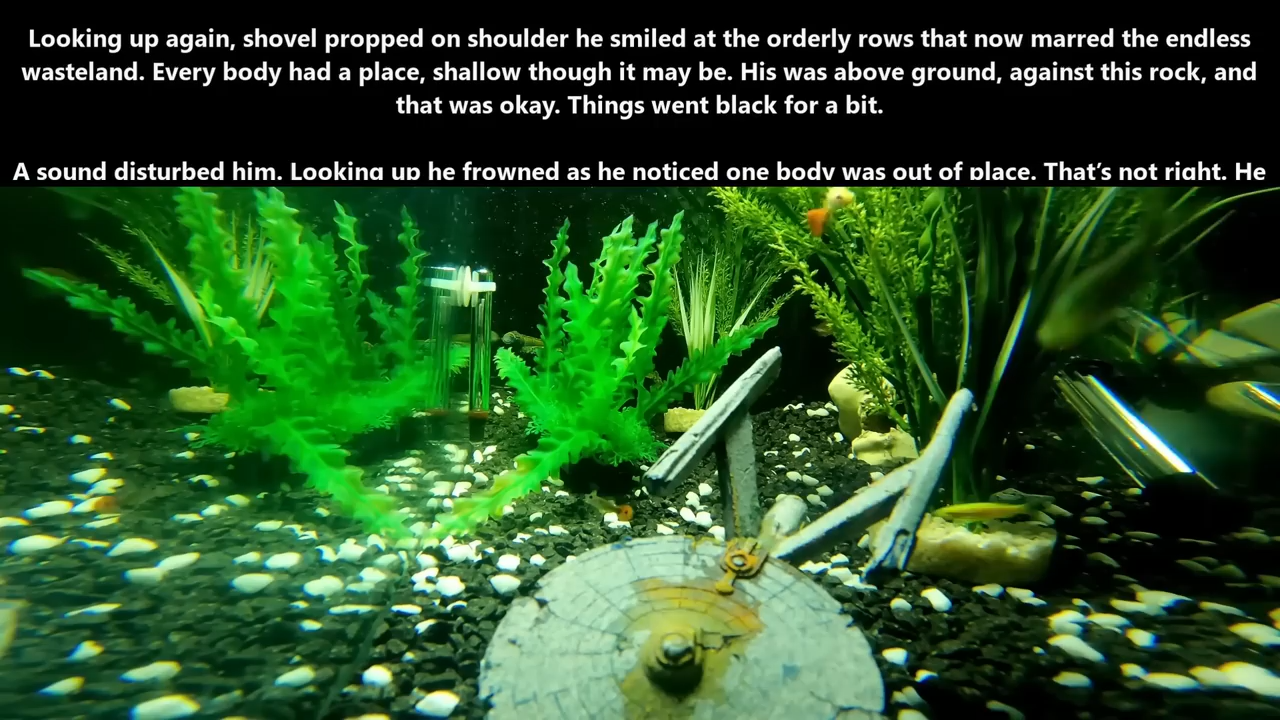 Looking up again, shovel propped on shoulder he smiled at the orderly rows that now marred the endless
wasteland. Every body had a place, shallow though it may be. His was above ground, against this rock, and
that was okay. Things went black for a bit.
A sound disturbed him. Looking up he frowned as he noticed one body was out of place. That’s not right. He